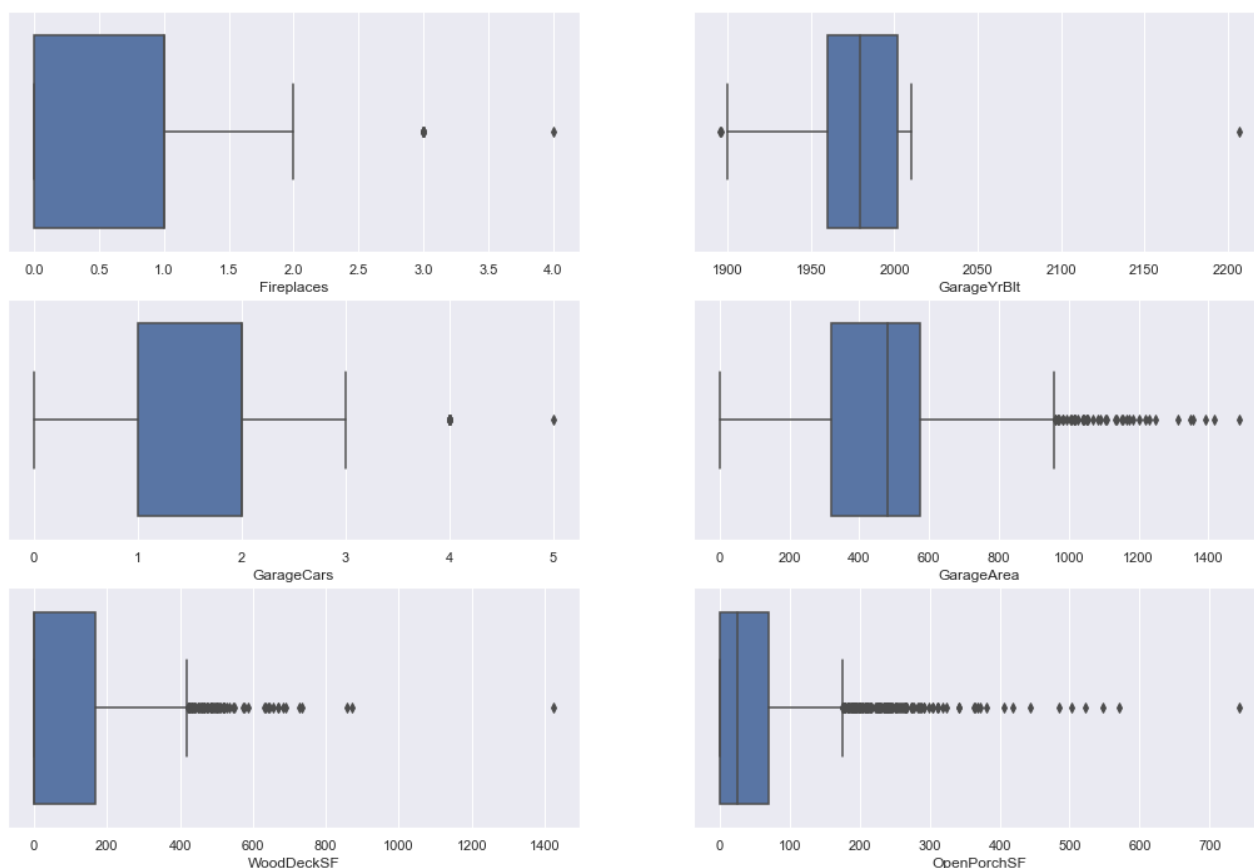 0.0 0.5 1.0 1.5 2.0 2.5 3.0 3.5 4.0
Fireplaces
1900 1950 2000 2050 2100 2150 2200
GarageYrBlt
0 1 2 3 4 5
GarageCars
0 200 400 600 800 1000 1200 1400
GarageArea
0 200 400 600 800 1000 1200 1400
WoodDeckSF
0 100 200 300 400 500 600 700
OpenPorchSF